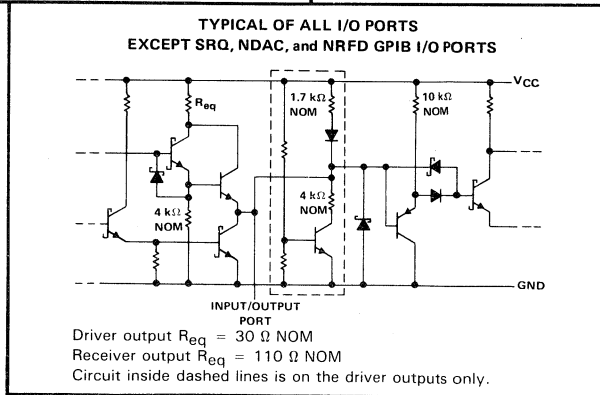 TYPICAL OF ALL I/O PORTS
EXCEPT SRQ, NDAC, and NRFD GPIB I/O PORTS
VCC
Req
1.7 kΩ
NOM
10 kΩ
NOM
4 kΩ
NOM
4 kΩ
NOM
GND
INPUT/OUTPUT
PORT
Driver output Req = 30 Ω NOM
Receiver output Req = 110 Ω NOM
Circuit inside dashed lines is on the driver outputs only.